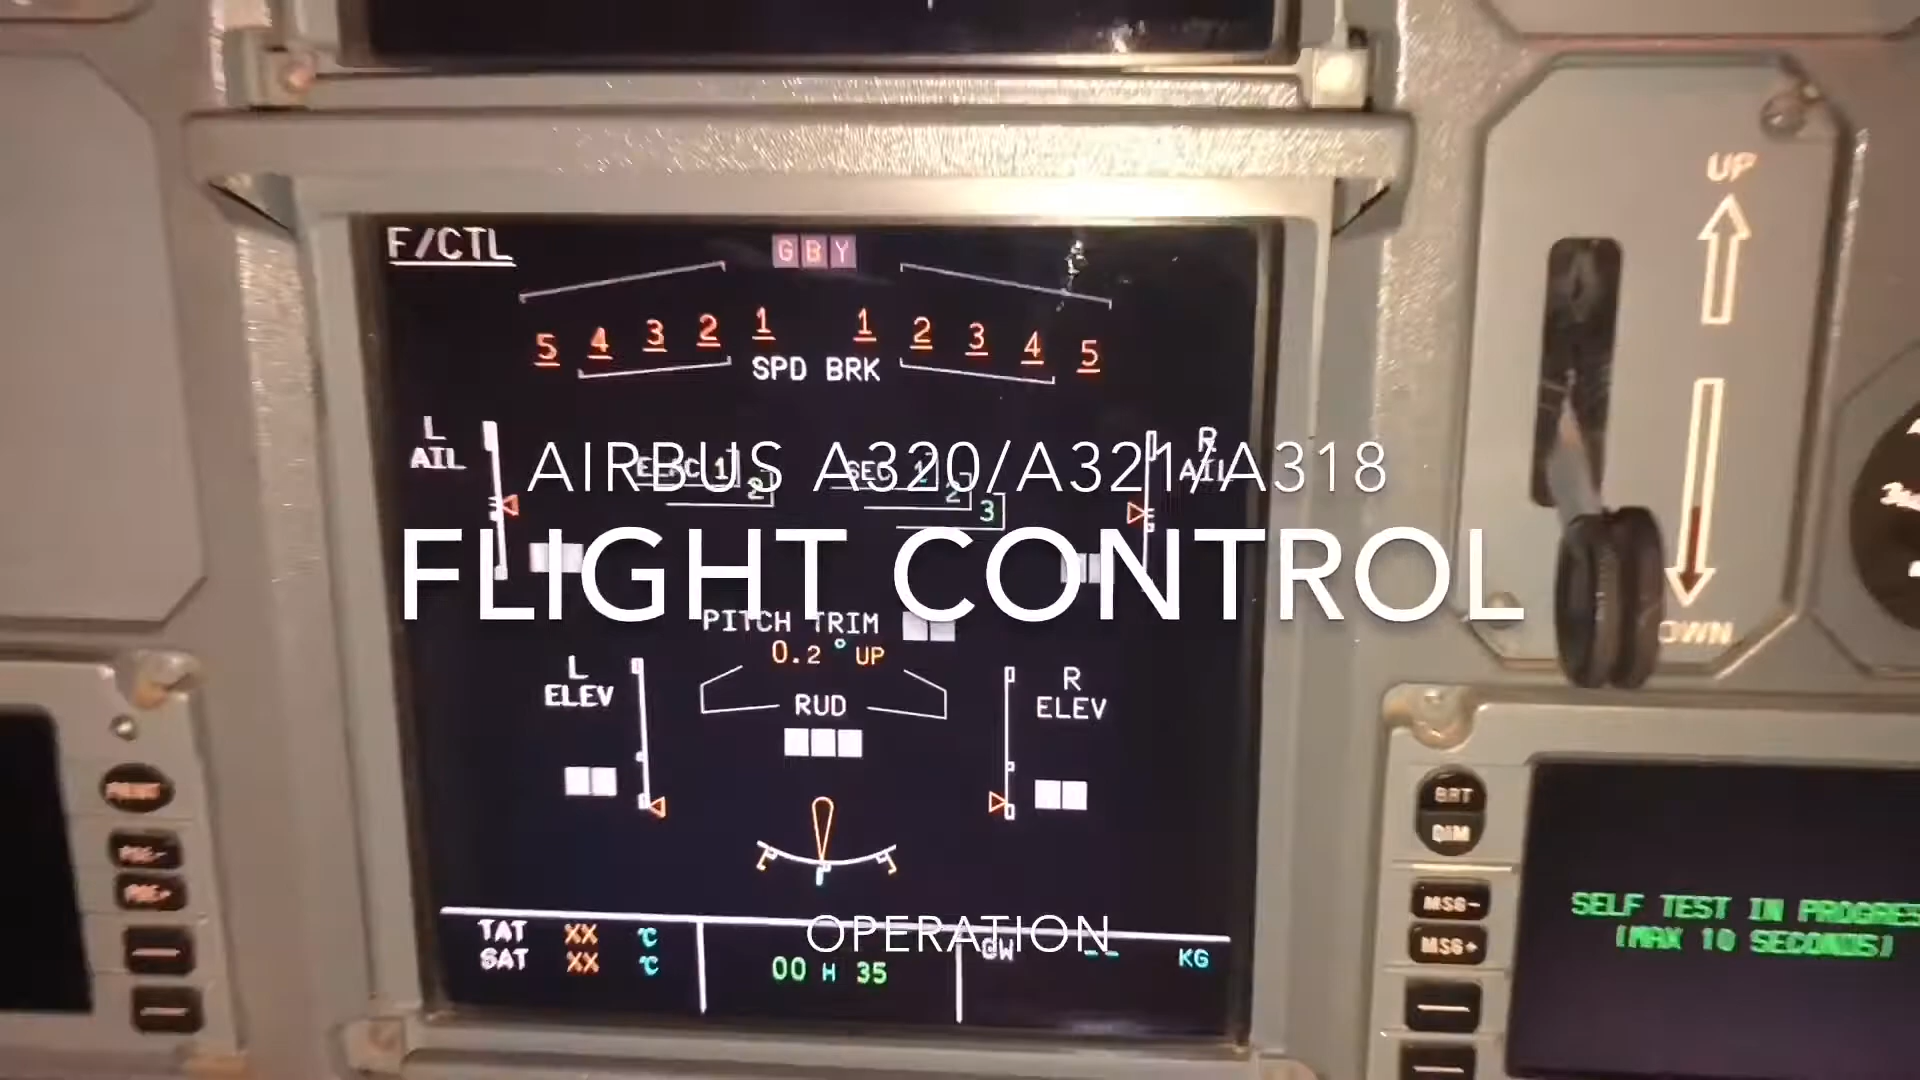 F/CTL
G B Y
5 4 3 2 1 1 2 3 4 5
SPD BRK
L
AIL
R
AIL
ELAC 1
2
SEC 1
2
3
AIRBUS A320/A321/A318
FLIGHT CONTROL
PITCH TRIM
0.2 ° UP
L
ELEV
RUD
R
ELEV
OPERATION
TAT XX °C
SAT XX °C
00 H 35
GW -- KG
UP
PRINT
BRT
DIM
MSG-
MSG+
SELF TEST IN
(MAX 10 SECONDS)